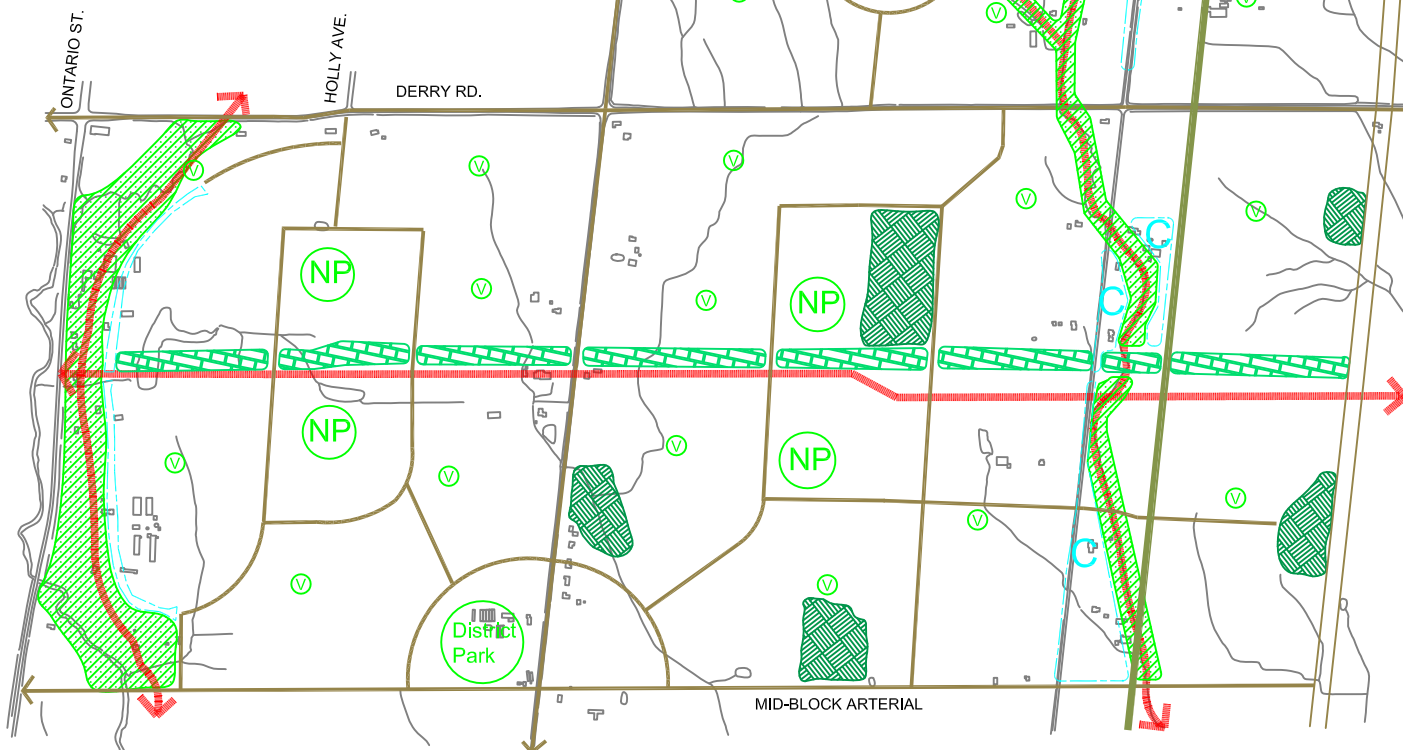 ONTARIO ST.
HOLLY AVE.
DERRY RD.
V
V
V
V
V
V
V
C
NP
V
V
NP
C
NP
NP
V
V
V
V
V
C
V
V
District
Park
MID-BLOCK ARTERIAL